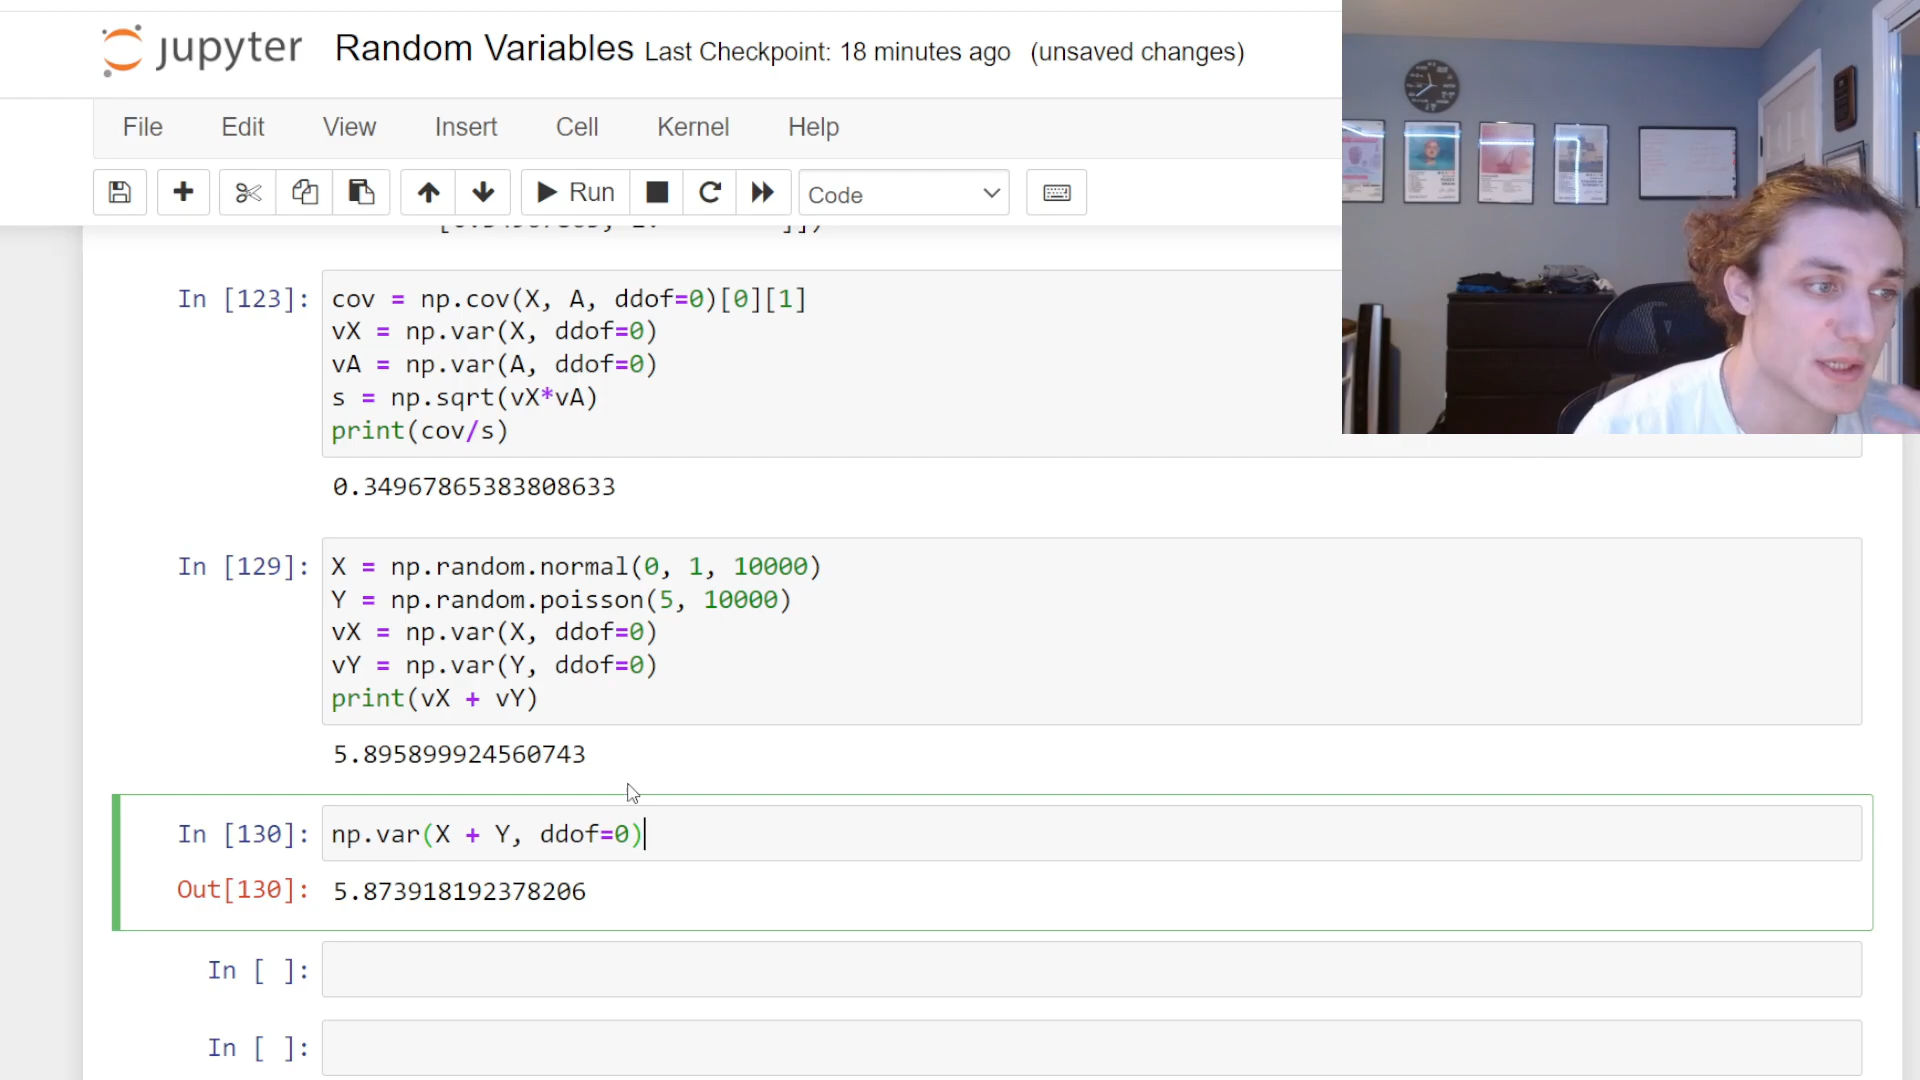 jupyter Random Variables Last Checkpoint: 18 minutes ago (unsaved changes)
File Edit View Insert Cell Kernel Help
Run Code
In [123]: cov = np.cov(X, A, ddof=0)[0][1]
vX = np.var(X, ddof=0)
vA = np.var(A, ddof=0)
s = np.sqrt(vX*vA)
print(cov/s)
0.34967865383808633
In [129]: X = np.random.normal(0, 1, 10000)
Y = np.random.poisson(5, 10000)
vX = np.var(X, ddof=0)
vY = np.var(Y, ddof=0)
print(vX + vY)
5.895899924560743
In [130]: np.var(X + Y, ddof=0)
Out[130]: 5.873918192378206
In [ ]:
In [ ]: